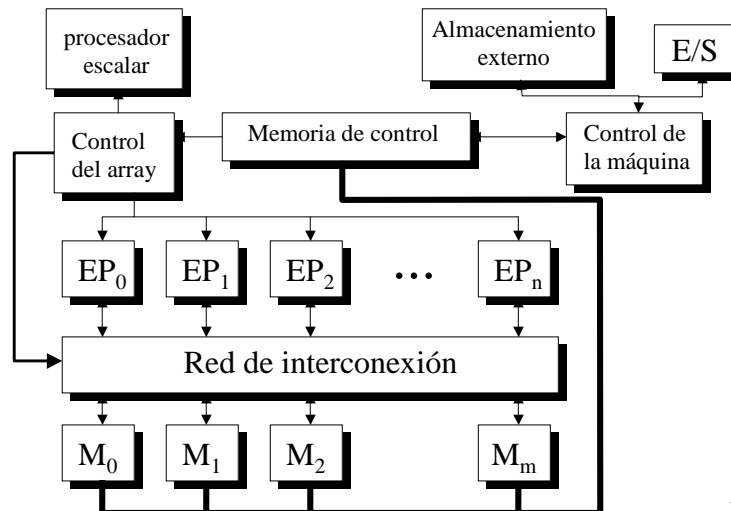 procesador
escalar
Almacenamiento
externo
E/S
Control
del array
Memoria de control
Control de
la máquina
EP0
EP1
EP2
...
EPn
Red de interconexión
M0
M1
M2
Mm